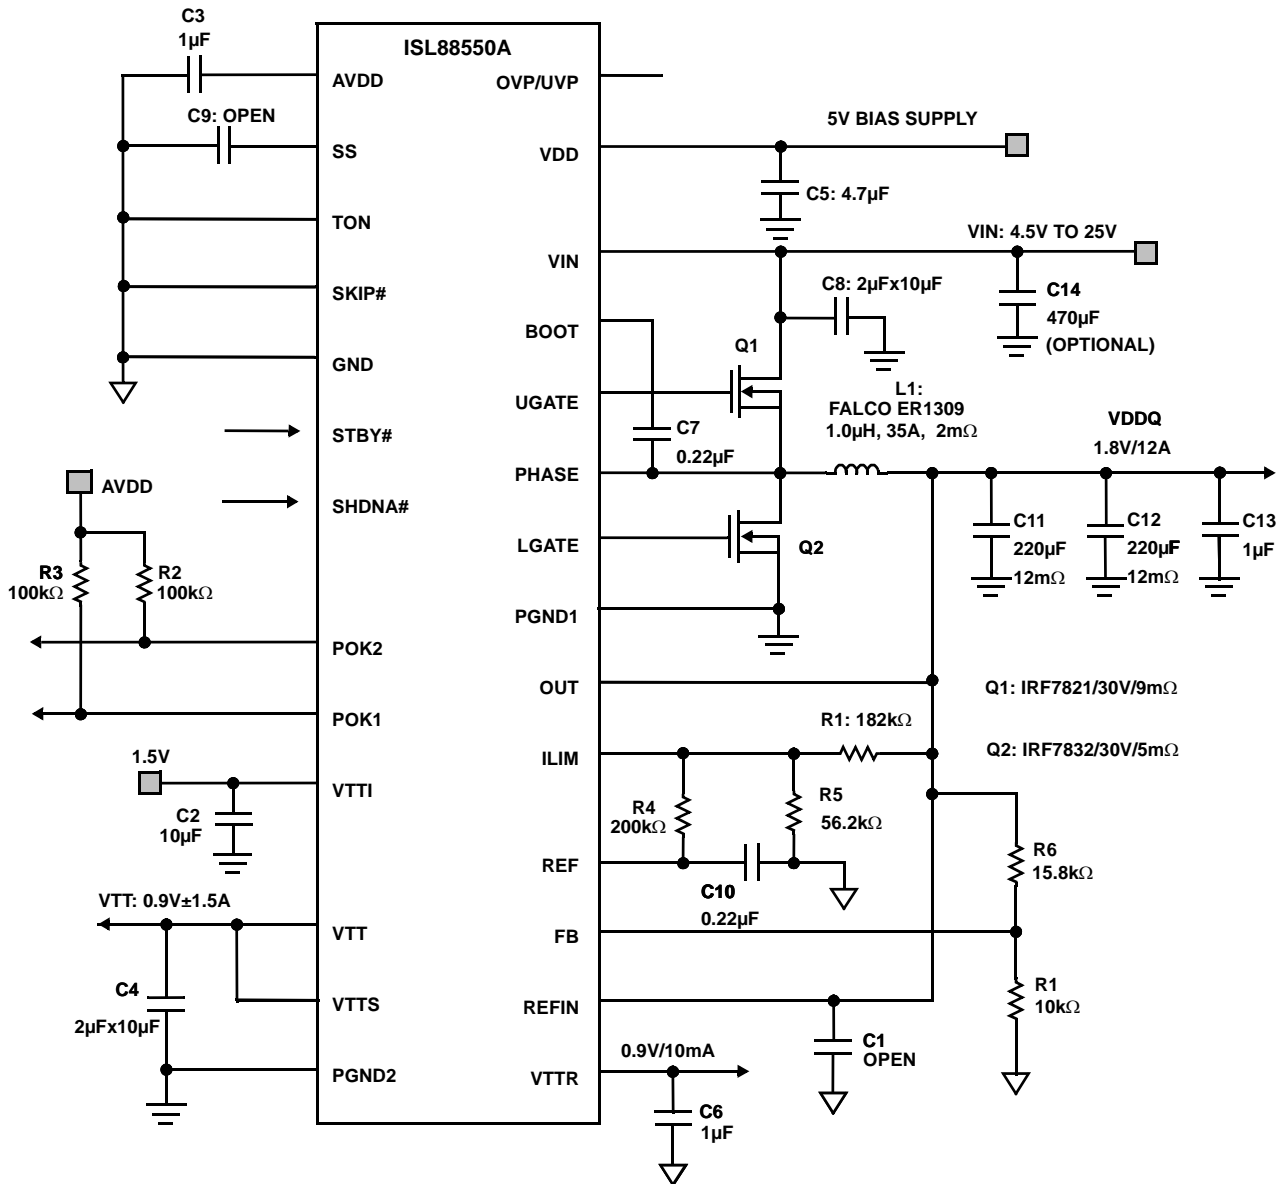 C3
1µF
ISL88550A
AVDD
OVP/UVP
C9: OPEN
5V BIAS SUPPLY
SS
VDD
C5: 4.7µF
TON
VIN: 4.5V TO 25V
VIN
C8: 2µFx10µF
SKIP#
C14
470µF
(OPTIONAL)
BOOT
Q1
GND
L1:
FALCO ER1309
1.0µH, 35A, 2mΩ
UGATE
VDDQ
1.8V/12A
STBY#
C7
0.22µF
PHASE
AVDD
SHDNA#
C11
220µF
12mΩ
C12
220µF
12mΩ
C13
1µF
LGATE
Q2
R3
100kΩ
R2
100kΩ
PGND1
POK2
OUT
Q1: IRF7821/30V/9mΩ
POK1
R1: 182kΩ
1.5V
ILIM
Q2: IRF7832/30V/5mΩ
VTTI
C2
10µF
R4
200kΩ
R5
56.2kΩ
REF
R6
15.8kΩ
C10
0.22µF
VTT: 0.9V±1.5A
VTT
FB
C4
2µFx10µF
VTTS
REFIN
R1
10kΩ
C1
OPEN
0.9V/10mA
PGND2
VTTR
C6
1µF